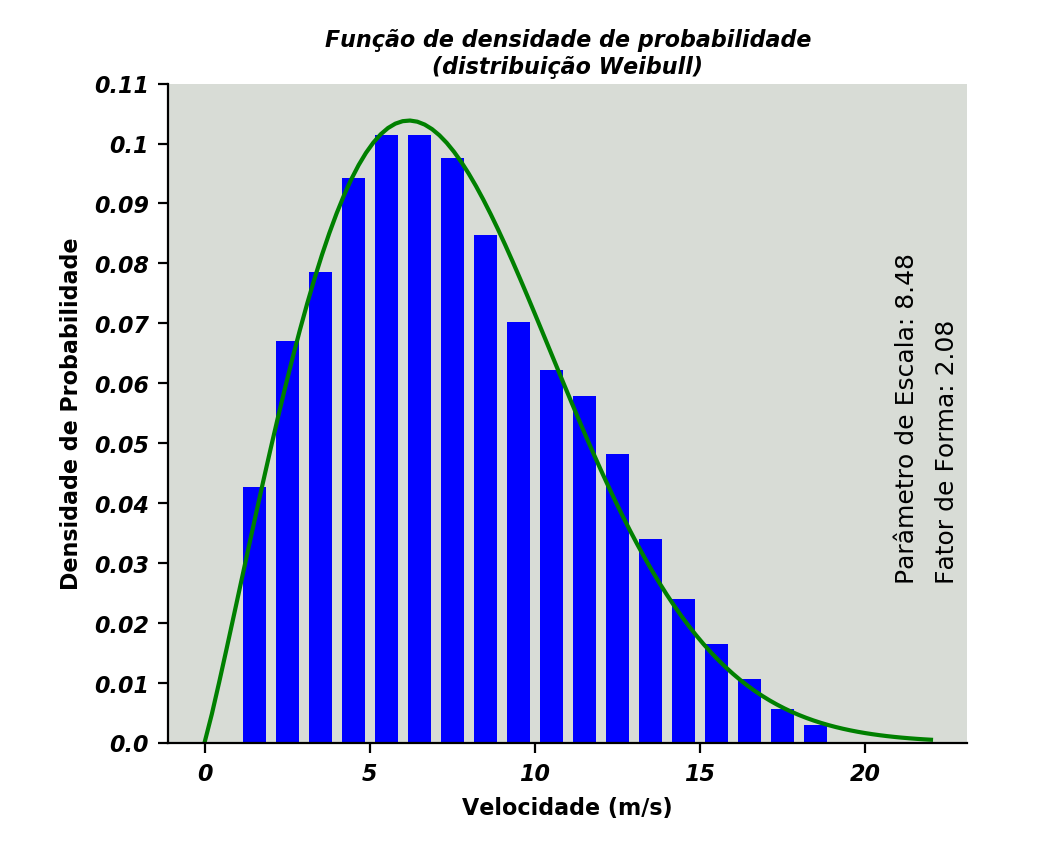 Função de densidade de probabilidade
(distribuição Weibull)
0.11
0.1
0.09
0.08
0.07
0.06
0.05
0.04
0.03
0.02
0.01
0.0
Densidade de Probabilidade
0 5 10 15 20
Velocidade (m/s)
Parâmetro de Escala: 8.48
Fator de Forma: 2.08